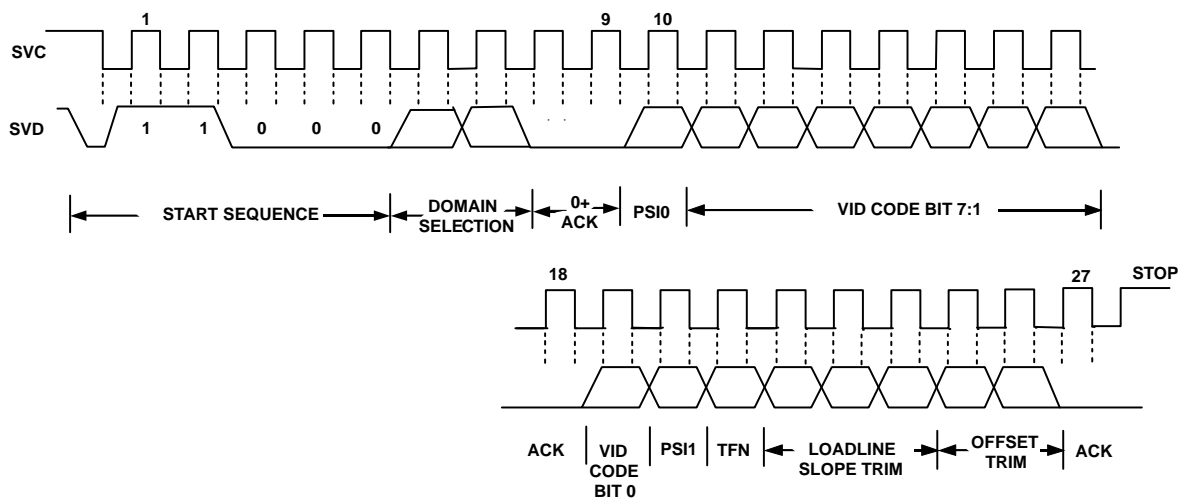 1 9 10
SVC
SVD 1 1 0 0 0
START SEQUENCE
DOMAIN
SELECTION
0+
ACK
PSI0
VID CODE BIT 7:1
18 27 STOP
ACK
VID
CODE
BIT 0
PSI1
TFN
LOADLINE
SLOPE TRIM
OFFSET
TRIM
ACK